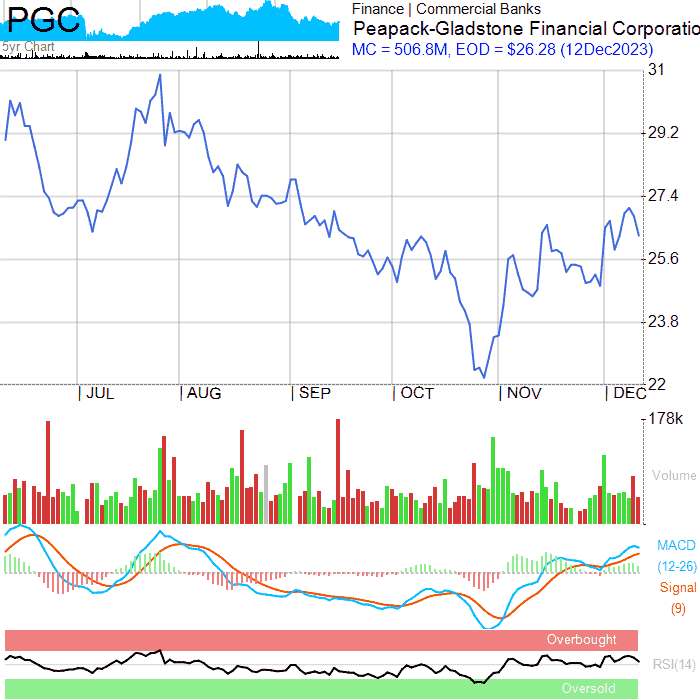 PGC
5yr Chart
Finance | Commercial Banks
Peapack-Gladstone Financial Corporatio
MC = 506.8M, EOD = $26.28 (12Dec2023)
31
29.2
27.4
25.6
23.8
22
| JUL | AUG | SEP | OCT | NOV | DEC
178k
Volume
MACD
(12-26)
Signal
(9)
Overbought
RSI(14)
Oversold